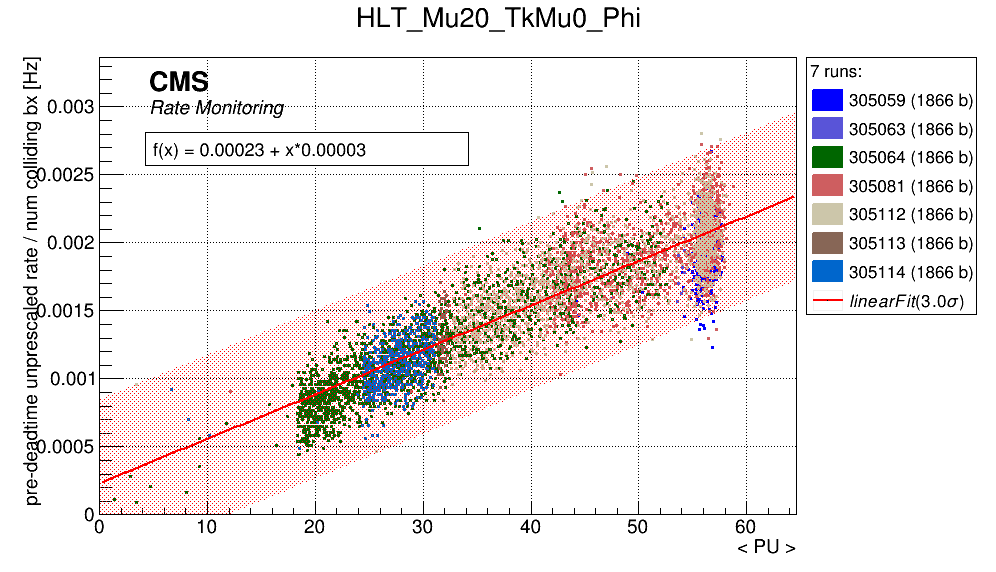 HLT_Mu20_TkMu0_Phi
pre-deadtime unprescaled rate / num colliding bx [Hz]
CMS
Rate Monitoring
f(x) = 0.00023 + x*0.00003
0.003
0.0025
0.002
0.0015
0.001
0.0005
0
0 10 20 30 40 50 60
< PU >
7 runs:
305059 (1866 b)
305063 (1866 b)
305064 (1866 b)
305081 (1866 b)
305112 (1866 b)
305113 (1866 b)
305114 (1866 b)
linearFit(3.0σ)